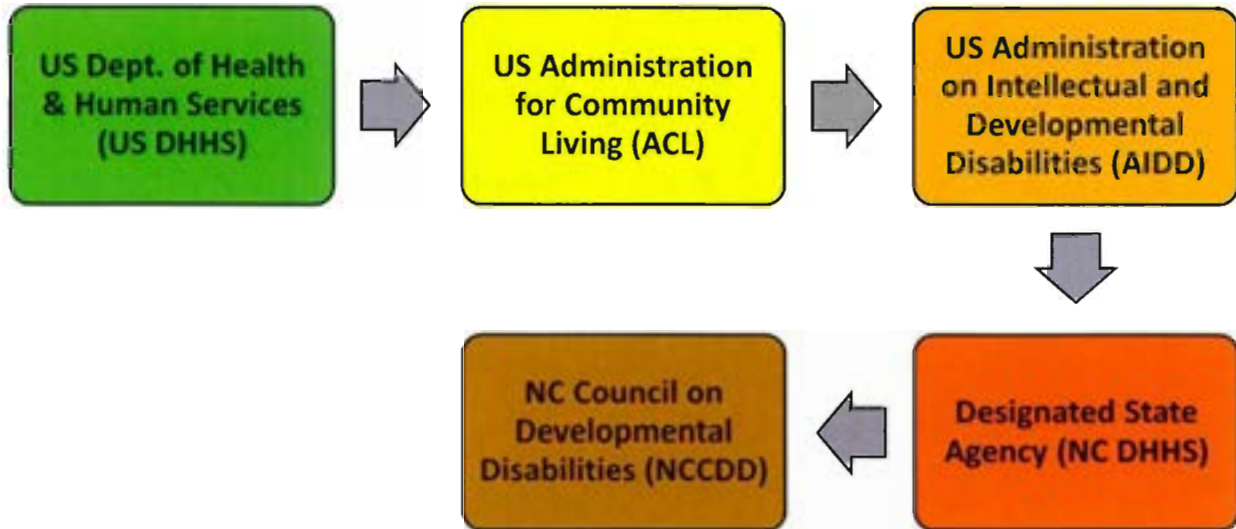 US Dept. of Health
& Human Services
(US DHHS)
US Administration
for Community
Living (ACL)
US Administration
on Intellectual and
Developmental
Disabilities (AIDD)
Designated State
Agency (NC DHHS)
NC Council on
Developmental
Disabilities (NCCDD)